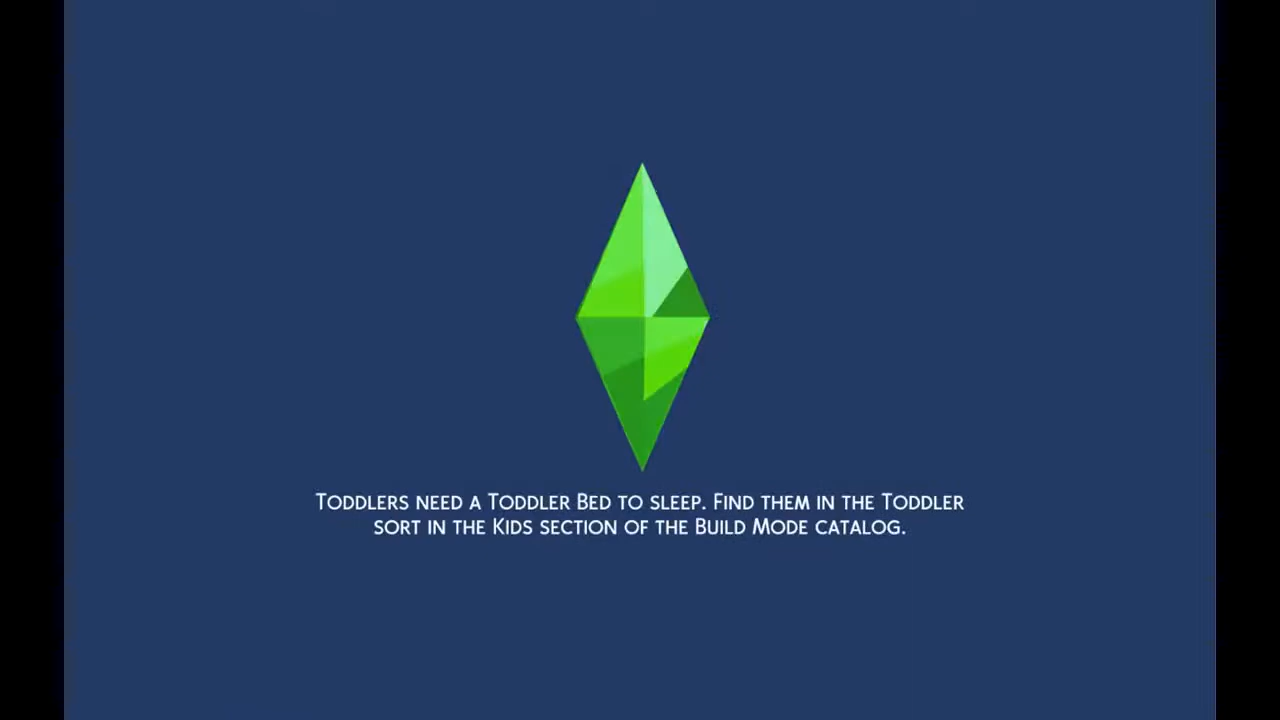 Toddlers need a Toddler Bed to sleep. Find them in the Toddler
sort in the Kids section of the Build Mode catalog.